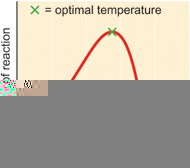 × = optimal temperature
of reaction